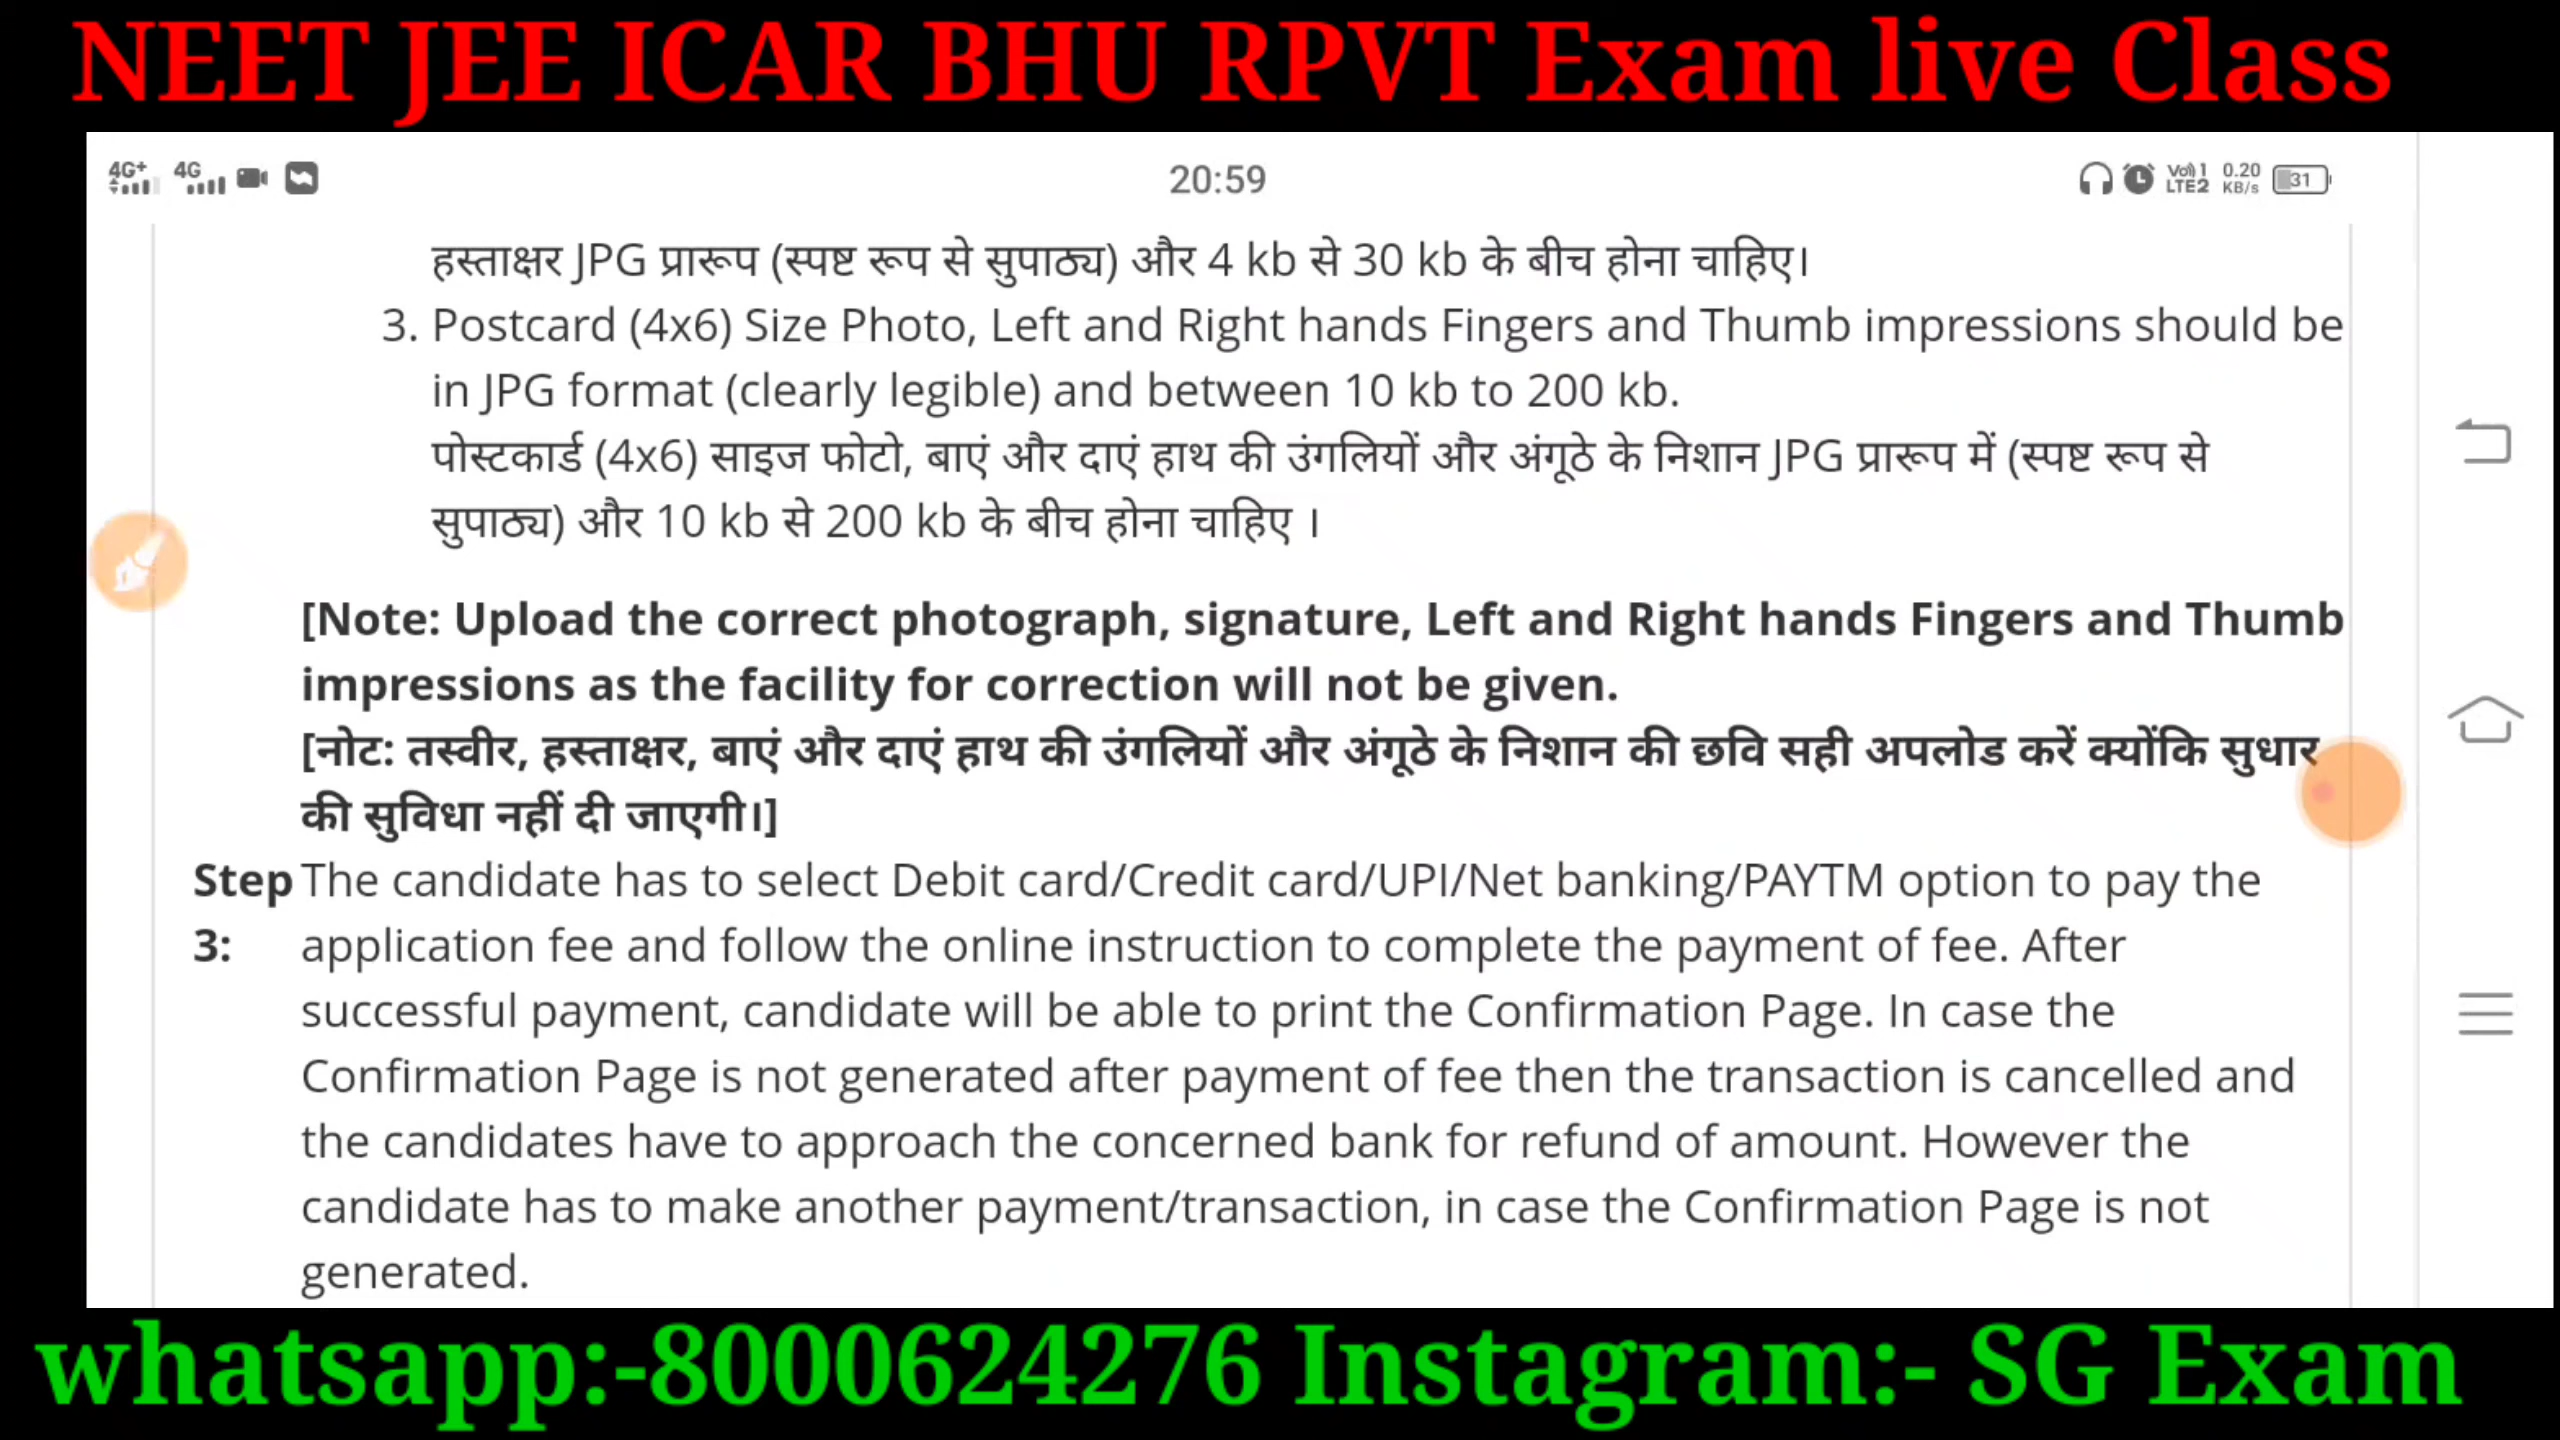 NEET JEE ICAR BHU RPVT Exam live Class
4G+ 4G 20:59 Vo)) 1 LTE2 0.20 KB/s 31
हस्ताक्षर JPG प्रारूप (स्पष्ट रूप से सुपाठ्य) और 4 kb से 30 kb के बीच होना चाहिए।
3. Postcard (4x6) Size Photo, Left and Right hands Fingers and Thumb impressions should be
in JPG format (clearly legible) and between 10 kb to 200 kb.
पोस्टकार्ड (4x6) साइज फोटो, बाएं और दाएं हाथ की उंगलियों और अंगूठे के निशान JPG प्रारूप में (स्पष्ट रूप से
सुपाठ्य) और 10 kb से 200 kb के बीच होना चाहिए ।
[Note: Upload the correct photograph, signature, Left and Right hands Fingers and Thumb
impressions as the facility for correction will not be given.
[नोट: तस्वीर, हस्ताक्षर, बाएं और दाएं हाथ की उंगलियों और अंगूठे के निशान की छवि सही अपलोड करें क्योंकि सुधार
की सुविधा नहीं दी जाएगी।]
Step The candidate has to select Debit card/Credit card/UPI/Net banking/PAYTM option to pay the
3: application fee and follow the online instruction to complete the payment of fee. After
successful payment, candidate will be able to print the Confirmation Page. In case the
Confirmation Page is not generated after payment of fee then the transaction is cancelled and
the candidates have to approach the concerned bank for refund of amount. However the
candidate has to make another payment/transaction, in case the Confirmation Page is not
generated.
whatsapp:-8000624276 Instagram:- SG Exam